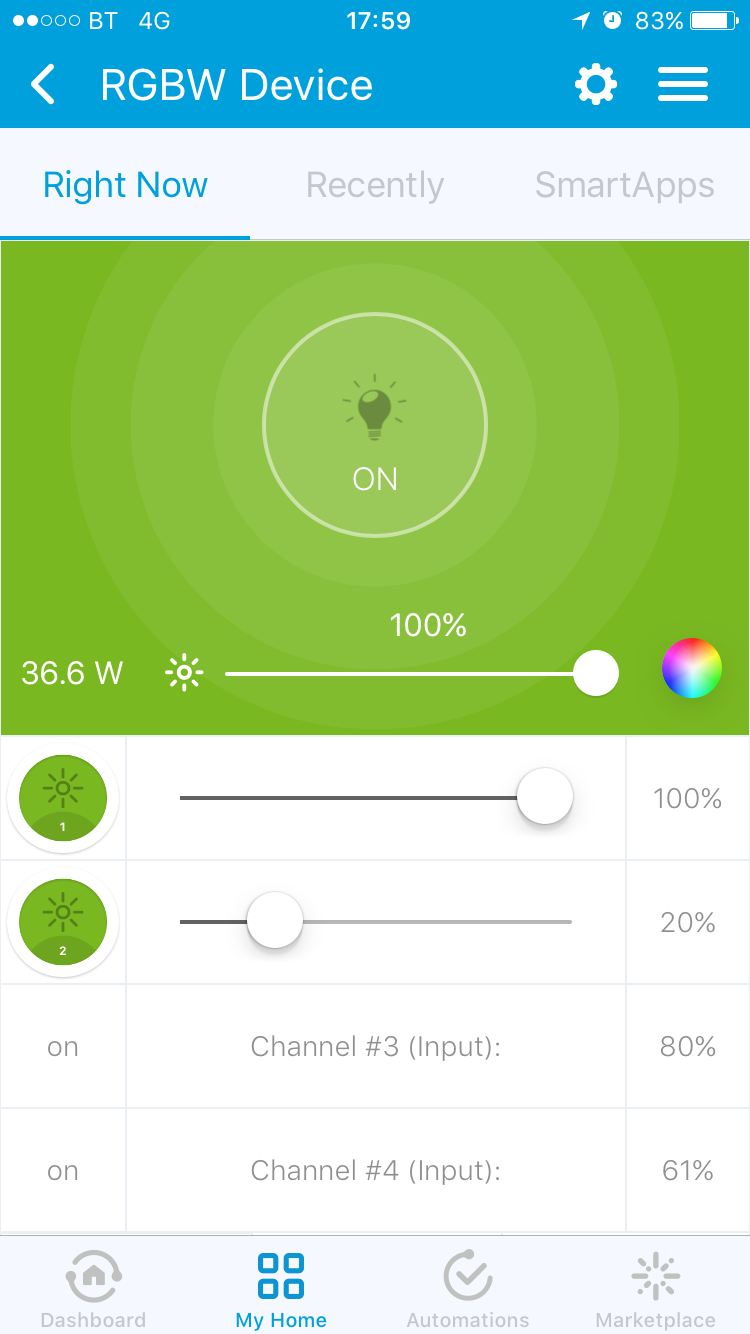 BT 4G 17:59 83%
RGBW Device
Right Now Recently SmartApps
ON
100%
36.6 W
1 100%
2 20%
on Channel #3 (Input): 80%
on Channel #4 (Input): 61%
Dashboard My Home Automations Marketplace